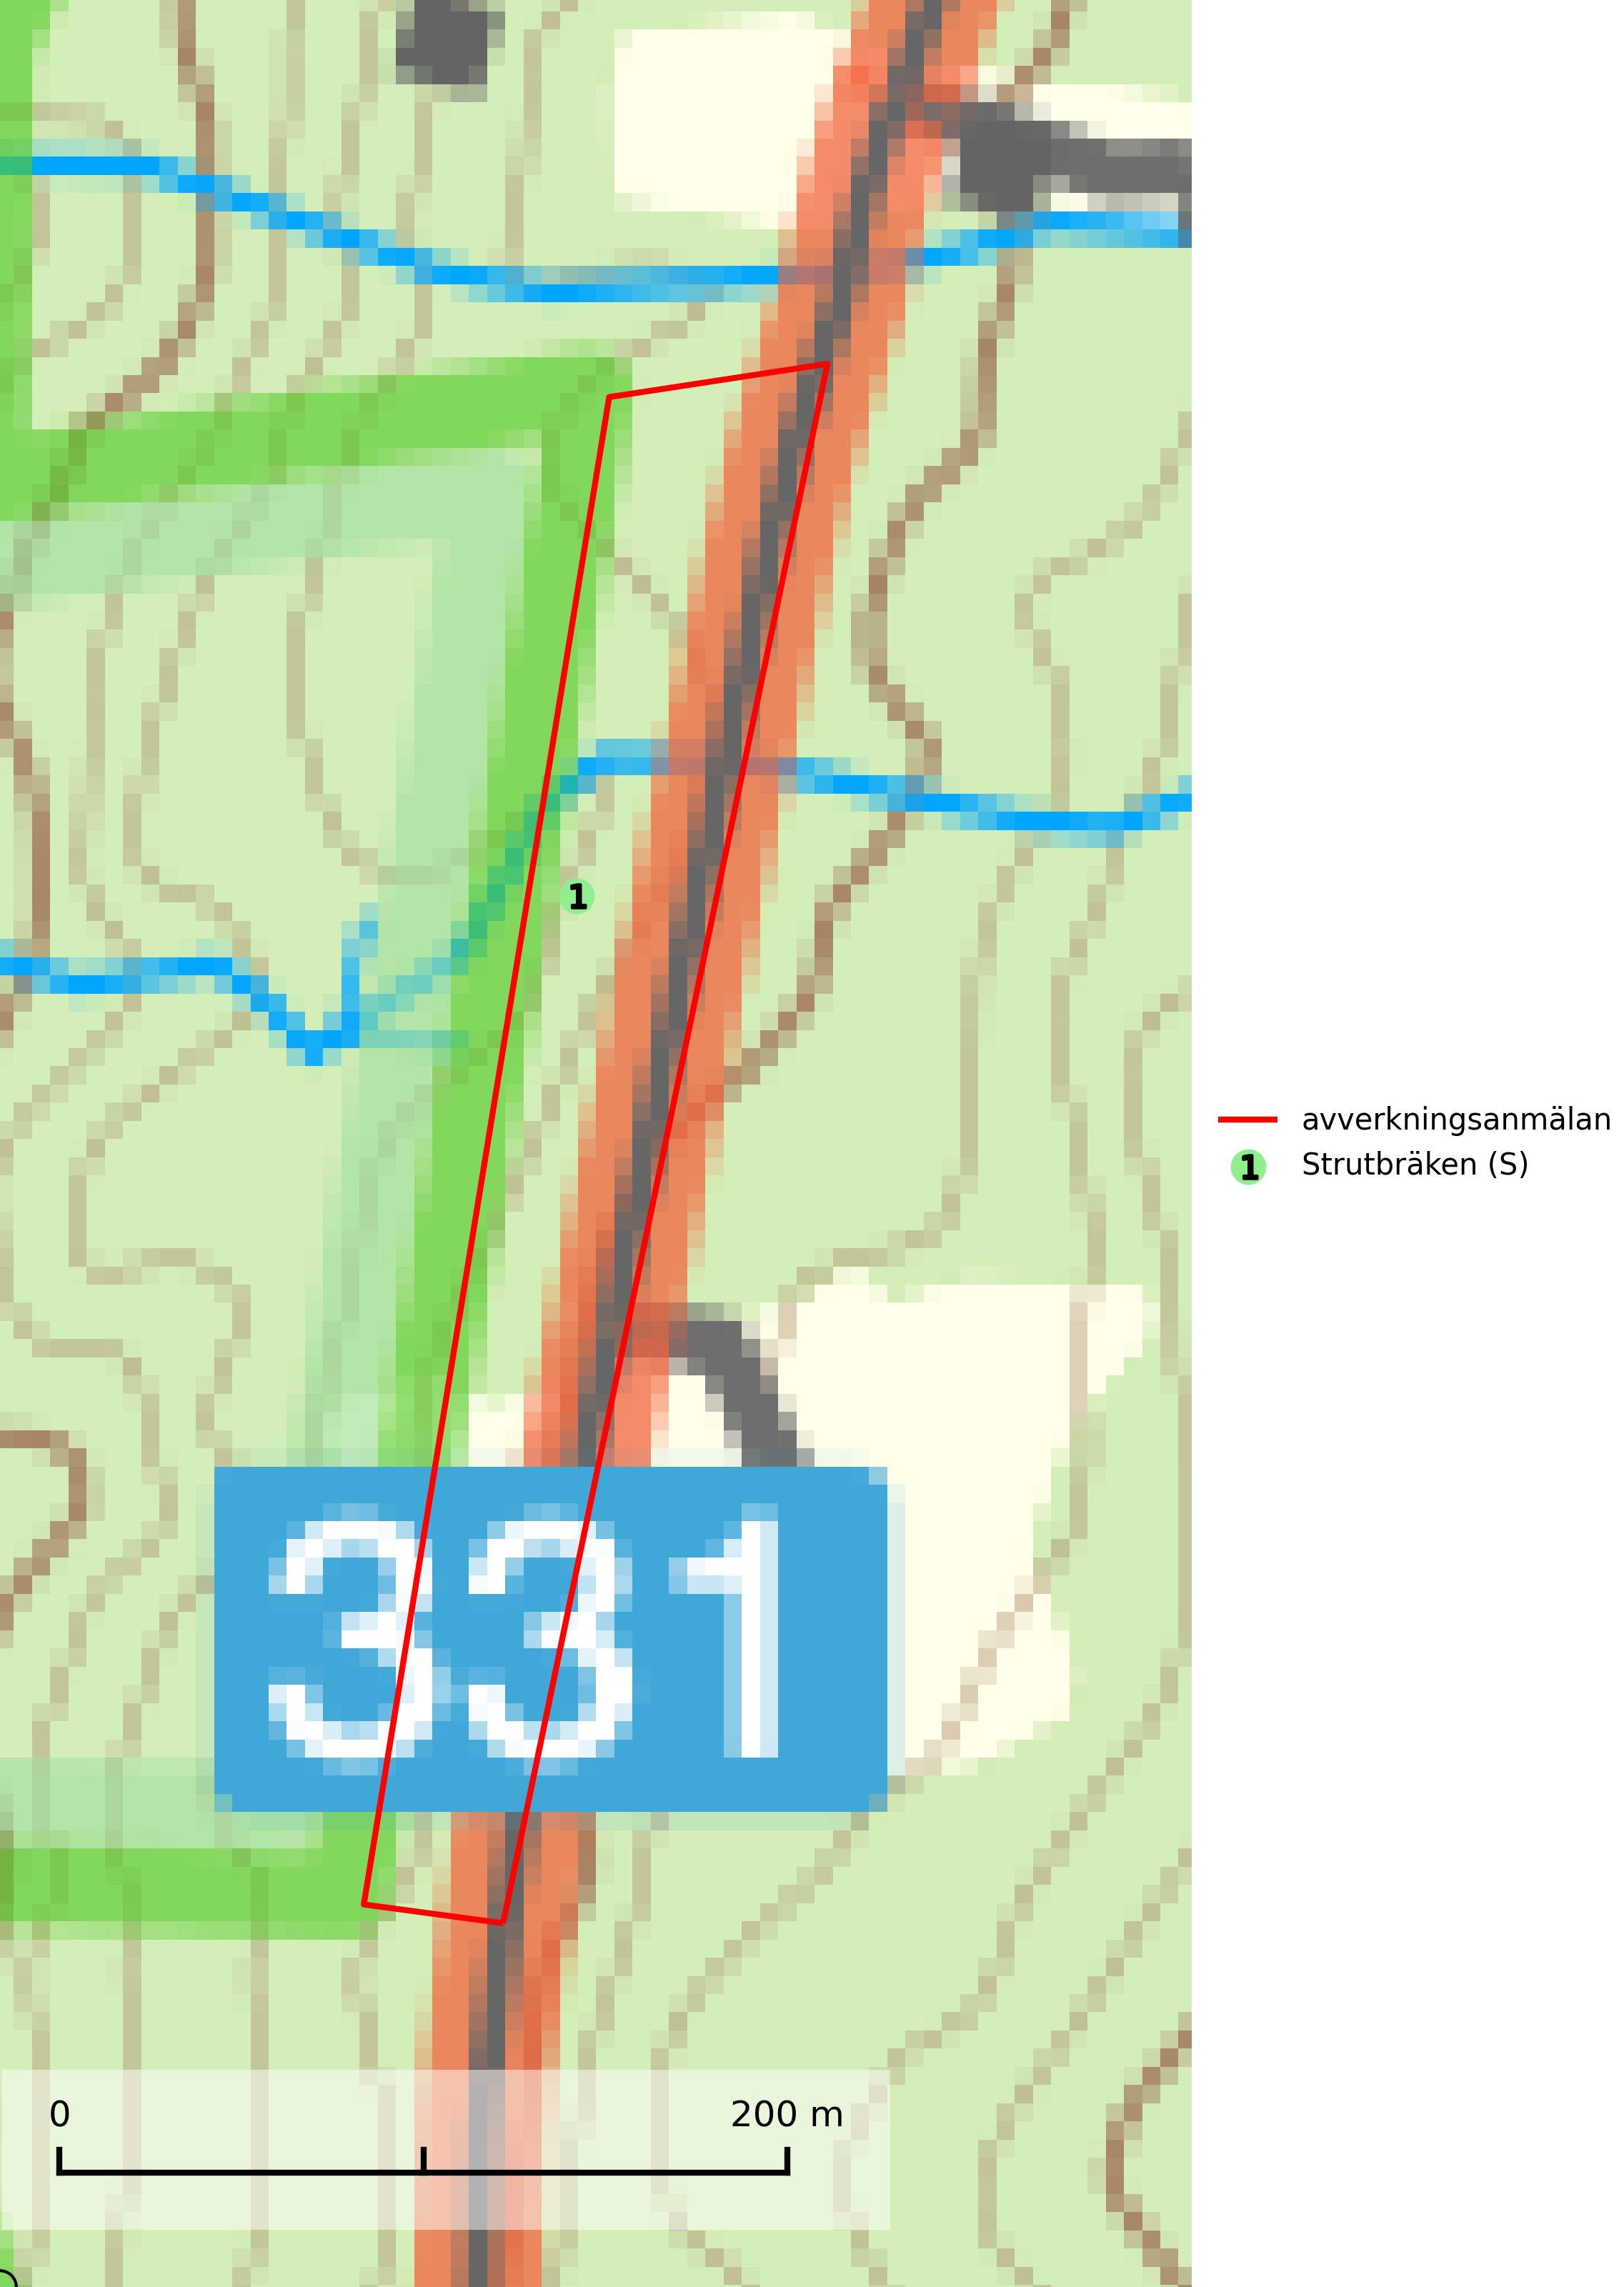 1
avverkningsanmälan
1 Strutbräken (S)
331
0 200 m